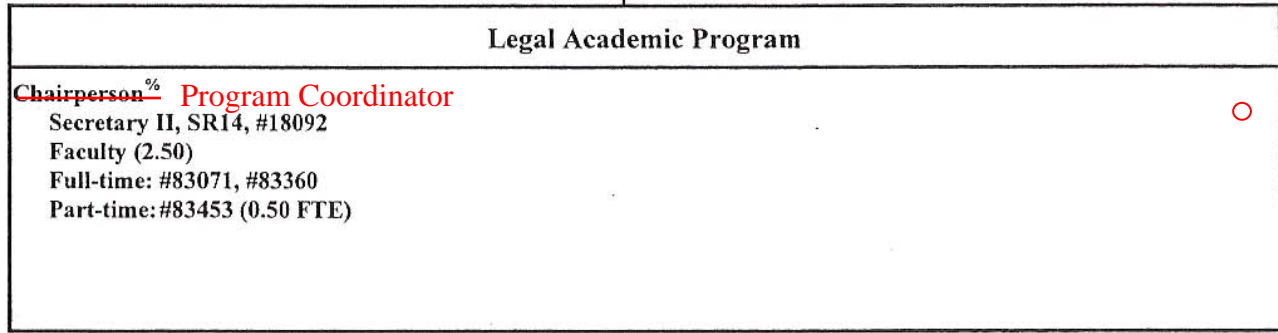 Legal Academic Program
Chairperson% Program Coordinator
Secretary II, SR14, #18092
Faculty (2.50)
Full-time: #83071, #83360
Part-time: #83453 (0.50 FTE)